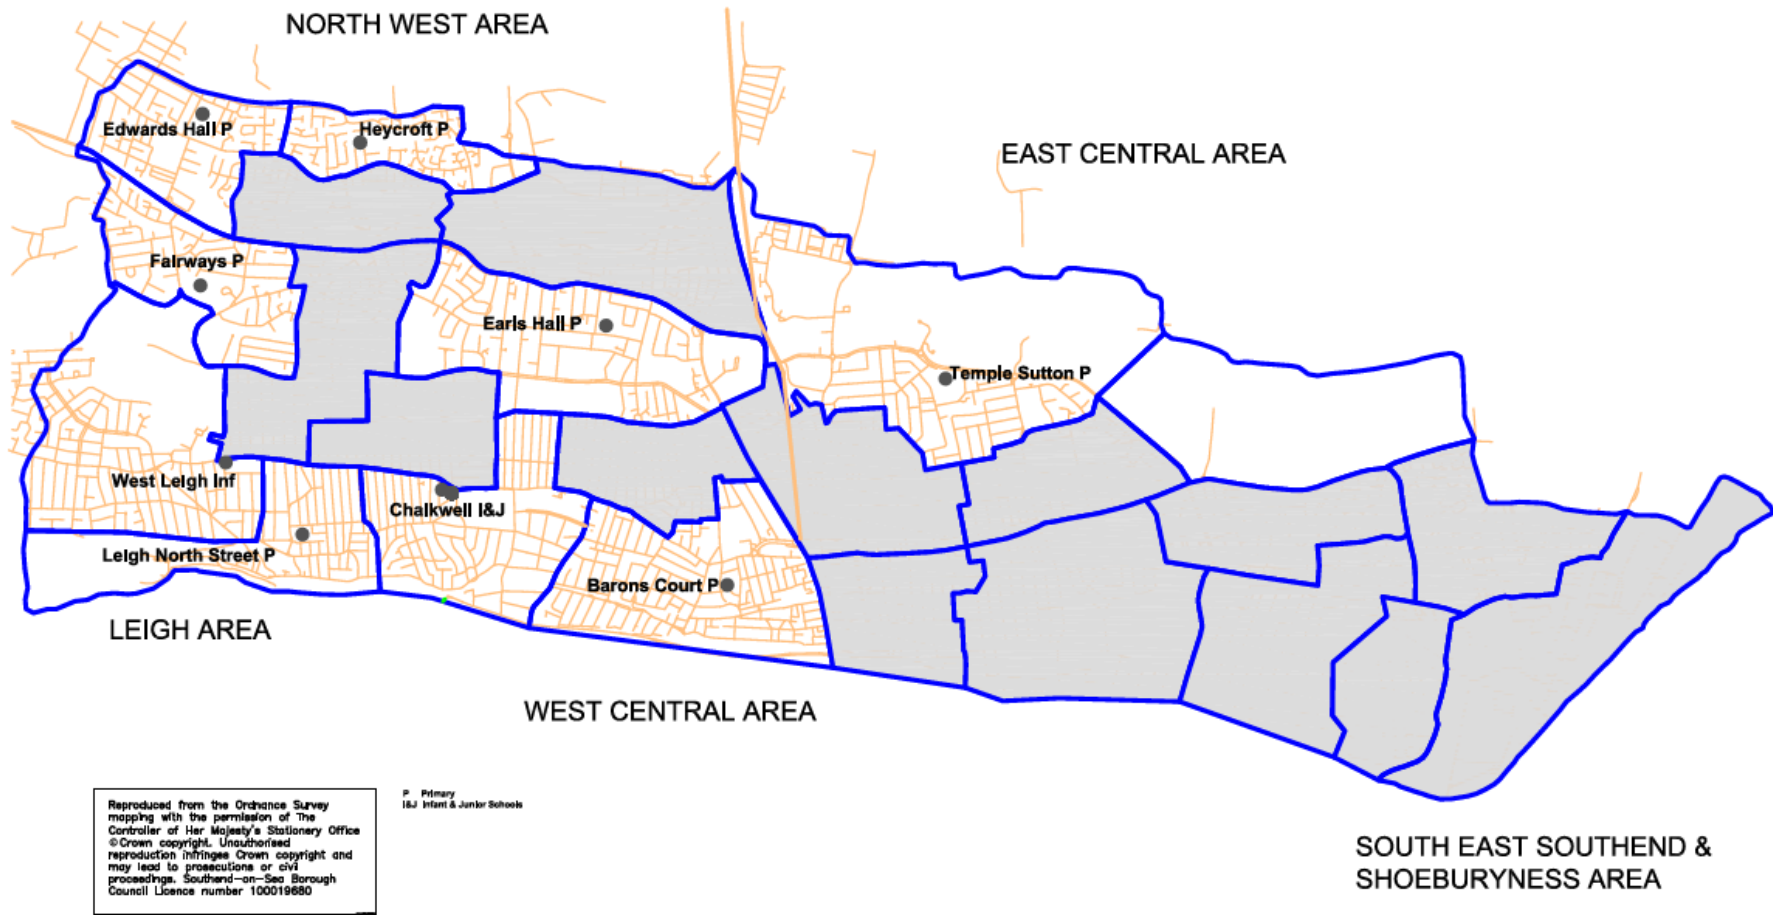 NORTH WEST AREA
Edwards Hall P
Heycroft P
EAST CENTRAL AREA
Fairways P
Earls Hall P
Temple Sutton P
West Leigh Inf
Chalkwell I&J
Leigh North Street P
Barons Court P
LEIGH AREA
WEST CENTRAL AREA
P Primary
I&J Infant & Junior Schools
Reproduced from the Ordnance Survey
mapping with the permission of The
Controller of Her Majesty's Stationery Office
©Crown copyright. Unauthorised
reproduction infringes Crown copyright and
may lead to prosecutions or civil
proceedings. Southend-on-Sea Borough
Council Licence number 100019680
SOUTH EAST SOUTHEND &
SHOEBURYNESS AREA